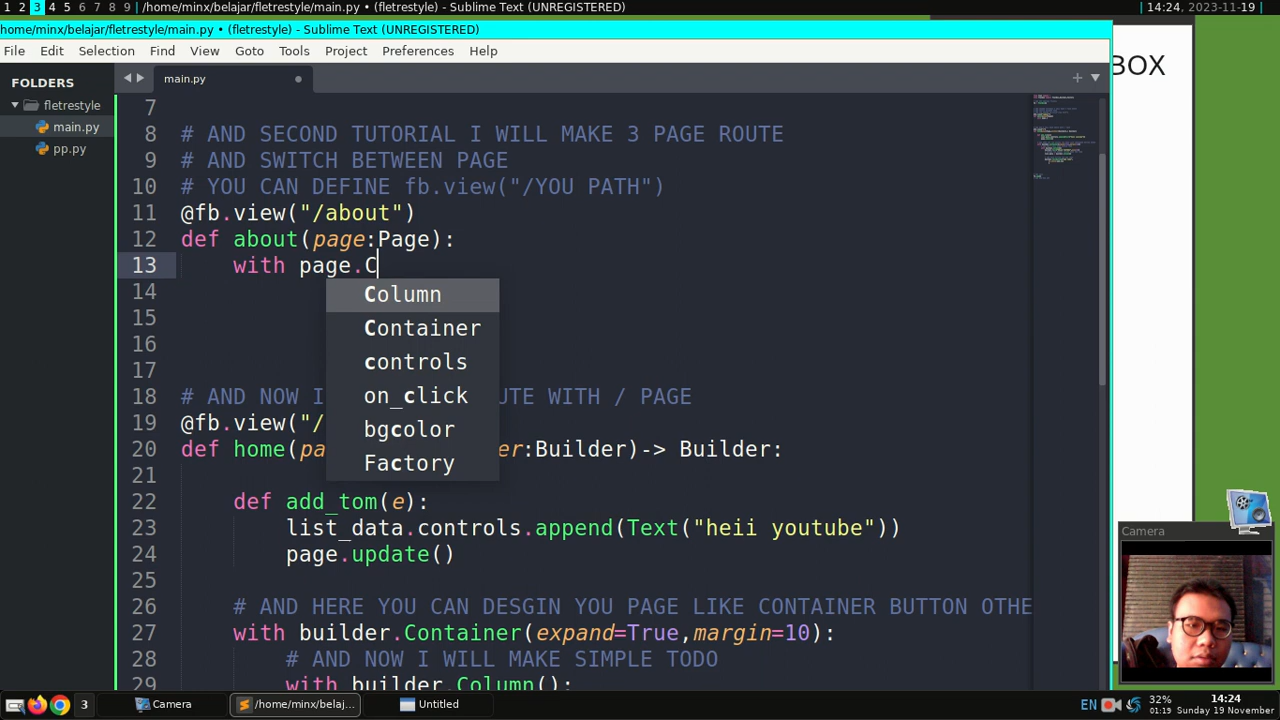 1 2 3 4 5 6 7 8 9 | /home/minx/belajar/fletrestyle/main.py • (fletrestyle) - Sublime Text (UNREGISTERED)
14:24, 2023-11-19
home/minx/belajar/fletrestyle/main.py • (fletrestyle) - Sublime Text (UNREGISTERED)
File Edit Selection Find View Goto Tools Project Preferences Help
BOX
FOLDERS
fletrestyle
main.py
pp.py
main.py
7
8 # AND SECOND TUTORIAL I WILL MAKE 3 PAGE ROUTE
9 # AND SWITCH BETWEEN PAGE
10 # YOU CAN DEFINE fb.view("/YOU PATH")
11 @fb.view("/about")
12 def about(page:Page):
13 with page.C
14
15
16
17
Column
Container
controls
on_click
bgcolor
Factory
18 # AND NOW I UTE WITH / PAGE
19 @fb.view("/
20 def home(pa er:Builder)-> Builder:
21
22 def add_tom(e):
23 list_data.controls.append(Text("heii youtube"))
24 page.update()
25
26 # AND HERE YOU CAN DESGIN YOU PAGE LIKE CONTAINER BUTTON OTHE
27 with builder.Container(expand=True,margin=10):
28 # AND NOW I WILL MAKE SIMPLE TODO
29 with builder.Column():
Camera
3 Camera /home/minx/belaj... Untitled
EN 32% 01:19 14:24 Sunday 19 November